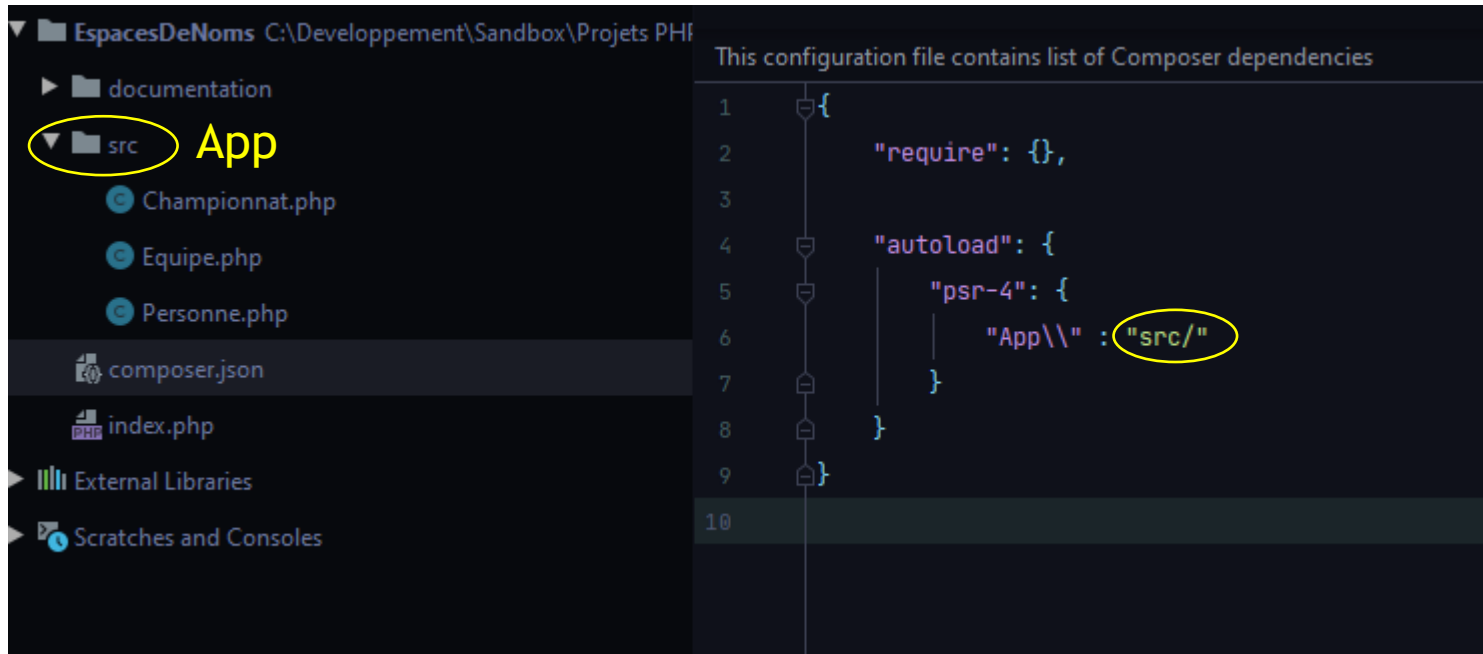 EspacesDeNoms C:\Developpement\Sandbox\Projets PHP
documentation
src App
Championnat.php
Equipe.php
Personne.php
composer.json
PHP index.php
External Libraries
Scratches and Consoles
This configuration file contains list of Composer dependencies
1 {
2 "require": {},
3
4 "autoload": {
5 "psr-4": {
6 "App\\" : "src/"
7 }
8 }
9 }
10